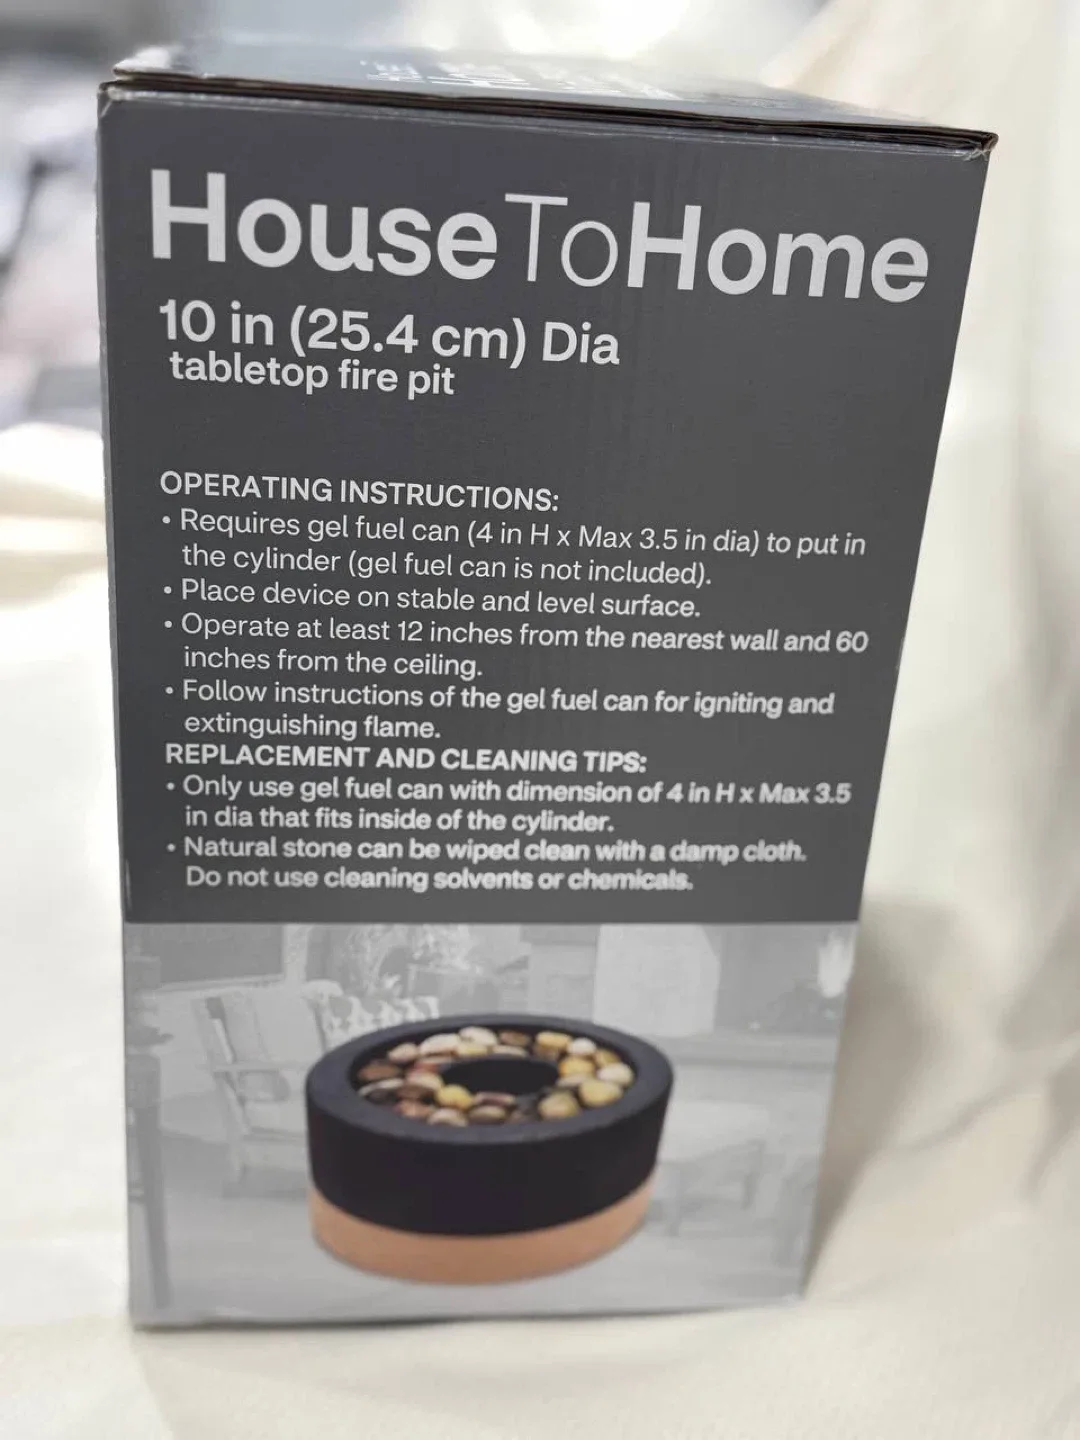 HouseToHome
10 in (25.4 cm) Dia
tabletop fire pit
OPERATING INSTRUCTIONS:
• Requires gel fuel can (4 in H x Max 3.5 in dia) to put in
the cylinder (gel fuel can is not included).
• Place device on stable and level surface.
• Operate at least 12 inches from the nearest wall and 60
inches from the ceiling.
• Follow instructions of the gel fuel can for igniting and
extinguishing flame.
REPLACEMENT AND CLEANING TIPS:
• Only use gel fuel can with dimension of 4 in H x Max 3.5
in dia that fits inside of the cylinder.
• Natural stone can be wiped clean with a damp cloth.
Do not use cleaning solvents or chemicals.